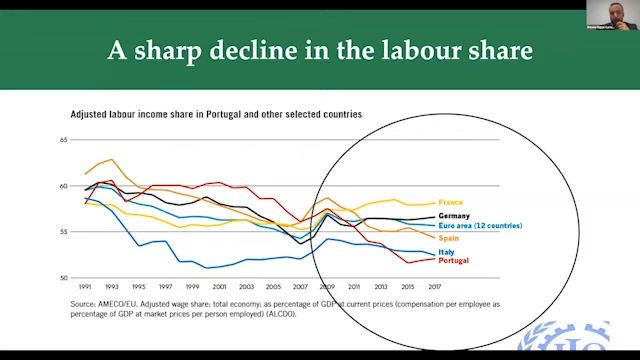 A sharp decline in the labour share
Adjusted labour income share in Portugal and other selected countries
65
60
55
50
France
Germany
Euro area (12 countries)
Spain
Italy
Portugal
1991 1993 1995 1997 1999 2001 2003 2005 2007 2009 2011 2013 2015 2017
Source: AMECO/EU. Adjusted wage share: total economy: as percentage of GDP at current prices (compensation per employee as
percentage of GDP at market prices per person employed) (ALCDO).